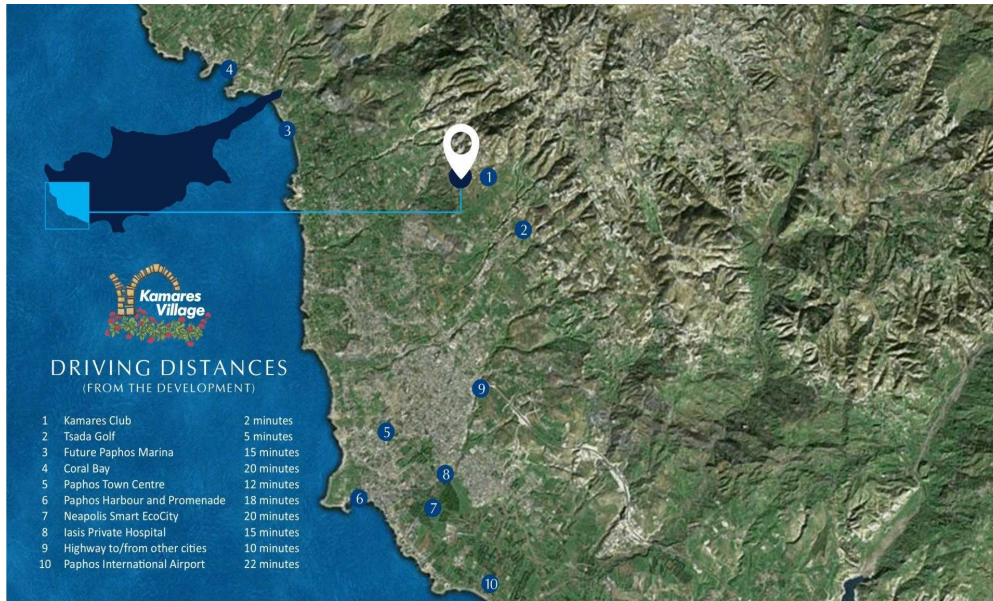 4
3
1
2
Kamares
Village
DRIVING DISTANCES
(FROM THE DEVELOPMENT)
1 Kamares Club 2 minutes
2 Tsada Golf 5 minutes
3 Future Paphos Marina 15 minutes
4 Coral Bay 20 minutes
5 Paphos Town Centre 12 minutes
6 Paphos Harbour and Promenade 18 minutes
7 Neapolis Smart EcoCity 20 minutes
8 Iasis Private Hospital 15 minutes
9 Highway to/from other cities 10 minutes
10 Paphos International Airport 22 minutes
9
5
8
6
7
10